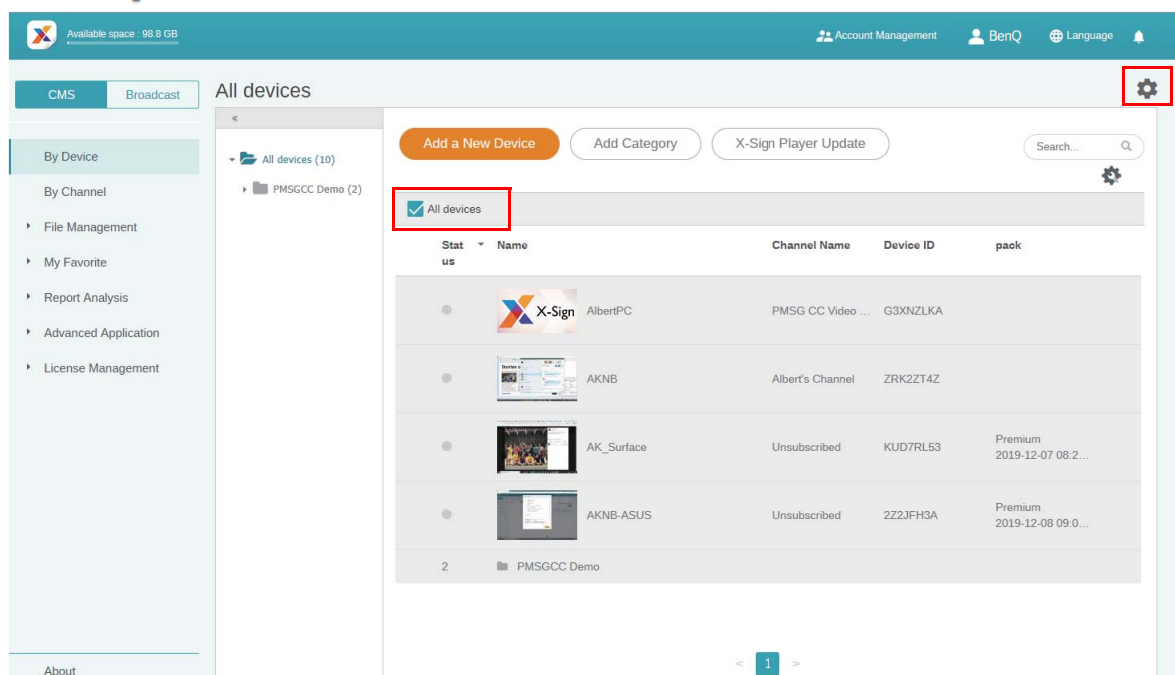 Available space : 98.8 GB
Account Management
BenQ
Language
CMS
Broadcast
All devices
«
By Device
By Channel
File Management
My Favorite
Report Analysis
Advanced Application
License Management
About
All devices (10)
PMSGCC Demo (2)
Add a New Device
Add Category
X-Sign Player Update
Search...
All devices
Stat
us
Name
Channel Name
Device ID
pack
X-Sign
AlbertPC
PMSG CC Video ...
G3XNZLKA
AKNB
Albert's Channel
ZRK2ZT4Z
AK_Surface
Unsubscribed
KUD7RL53
Premium
2019-12-07 08:2...
AKNB-ASUS
Unsubscribed
2Z2JFH3A
Premium
2019-12-08 09:0...
2
PMSGCC Demo
< 1 >